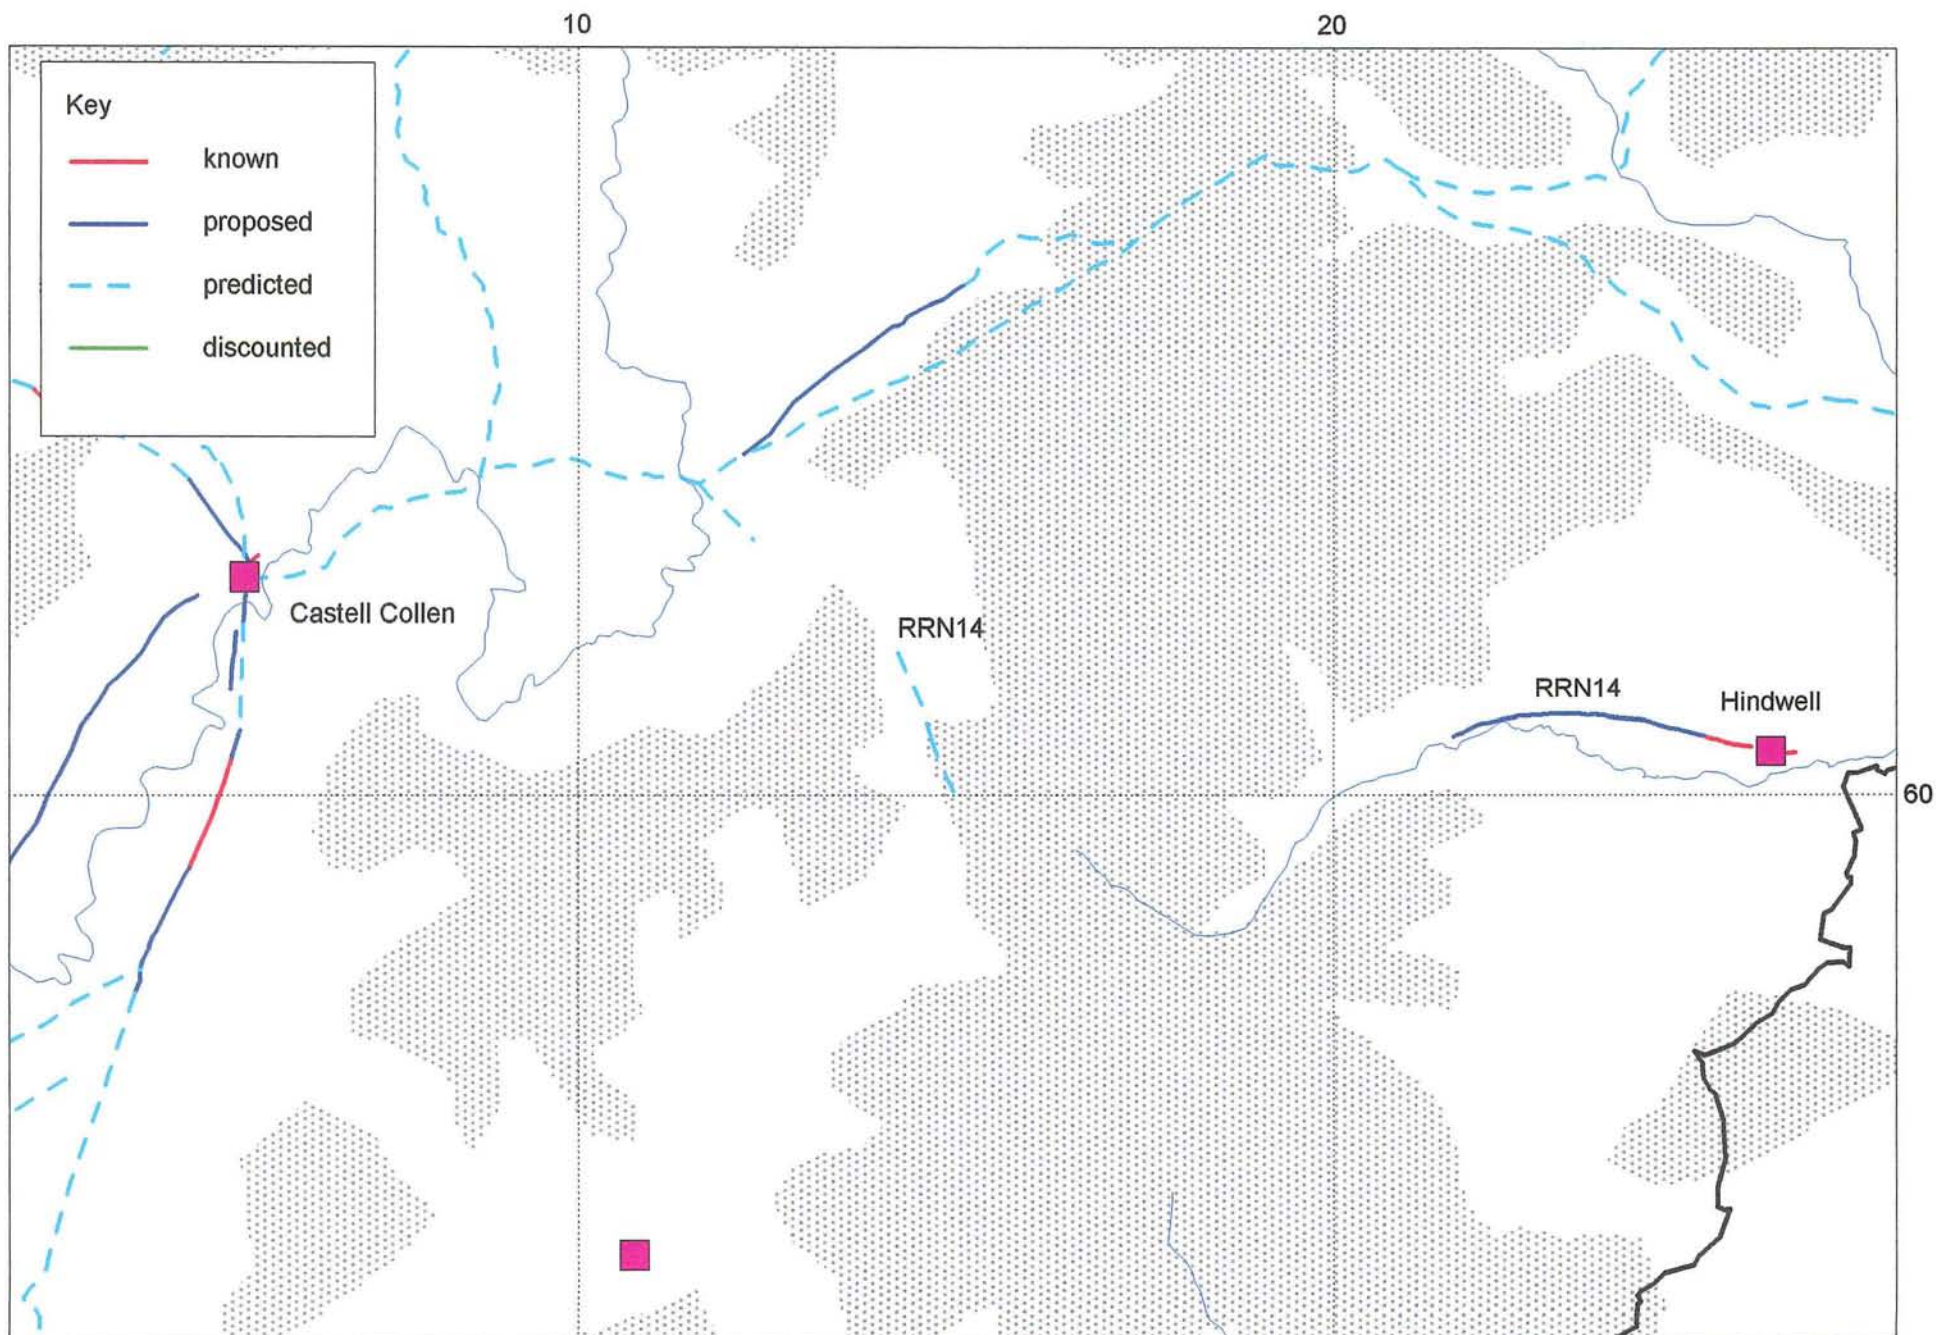 10
20
Key
known
proposed
predicted
discounted
Castell Collen
RRN14
RRN14
Hindwell
60